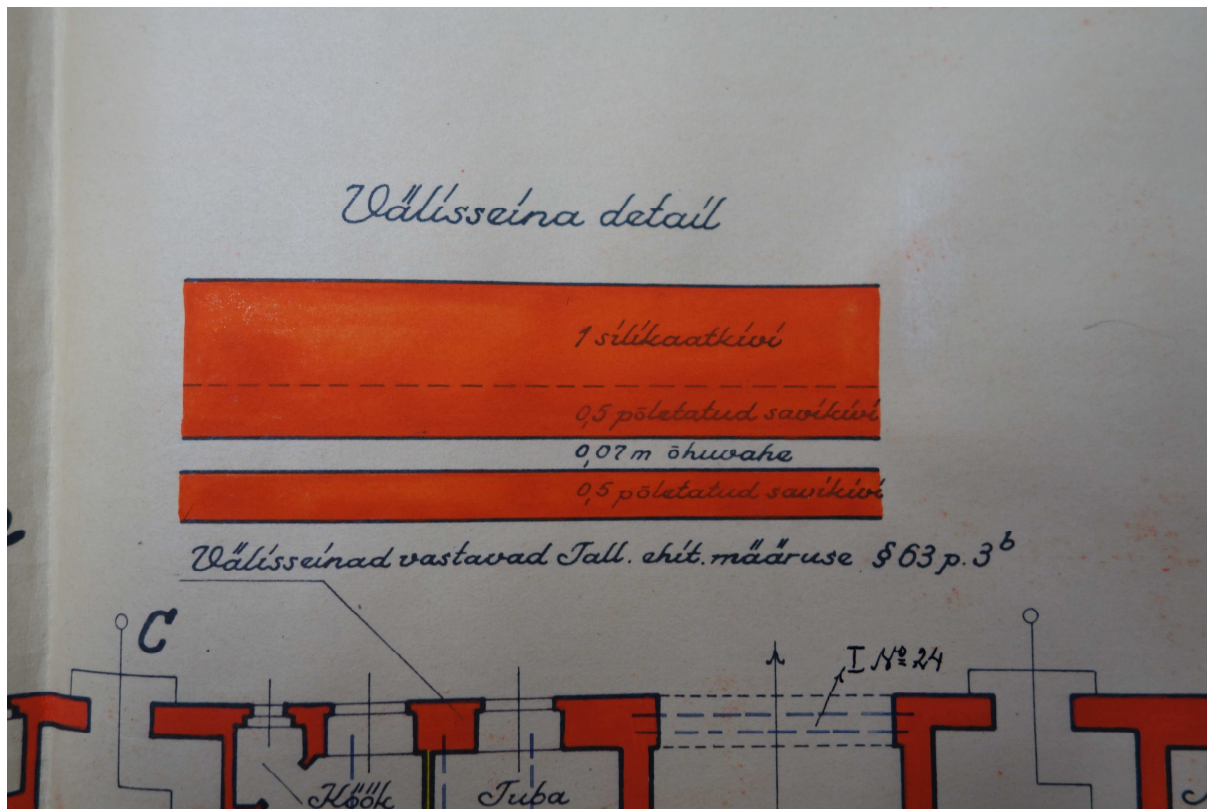 Välisseina detail
1 silikaatkivi
0,5 põletatud savikivi
0,07 m õhuvahe
0,5 põletatud savikivi
Välisseinad vastavad Tall. ehit. määruse § 63 p. 3ᵇ
C
I № 24
Köök
Tuba